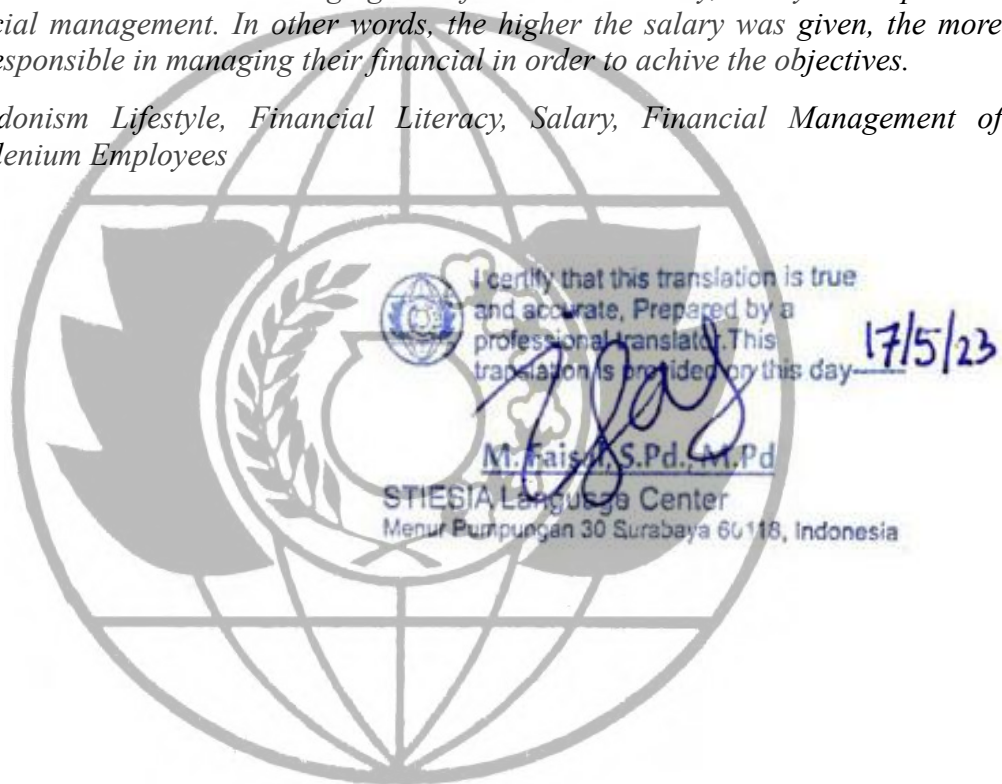 cial management. In other words, the higher the salary was given, the more
esponsible in managing their financial in order to achive the objectives.
donism Lifestyle, Financial Literacy, Salary, Financial Management of
lenium Employees
I certify that this translation is true
and accurate, Prepared by a
professional translator. This
translation is provided on this day 17/5/23
M. Faisal, S.Pd., M.Pd
STIESIA Language Center
Menur Pumpungan 30 Surabaya 60118, Indonesia